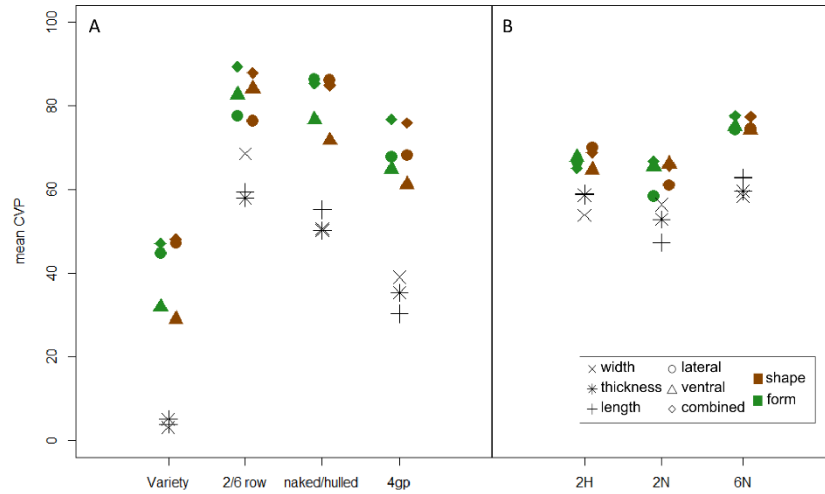 A
B
100
80
60
40
20
0
mean CVP
Variety 2/6 row naked/hulled 4gp 2H 2N 6N
width lateral shape
thickness ventral form
length combined